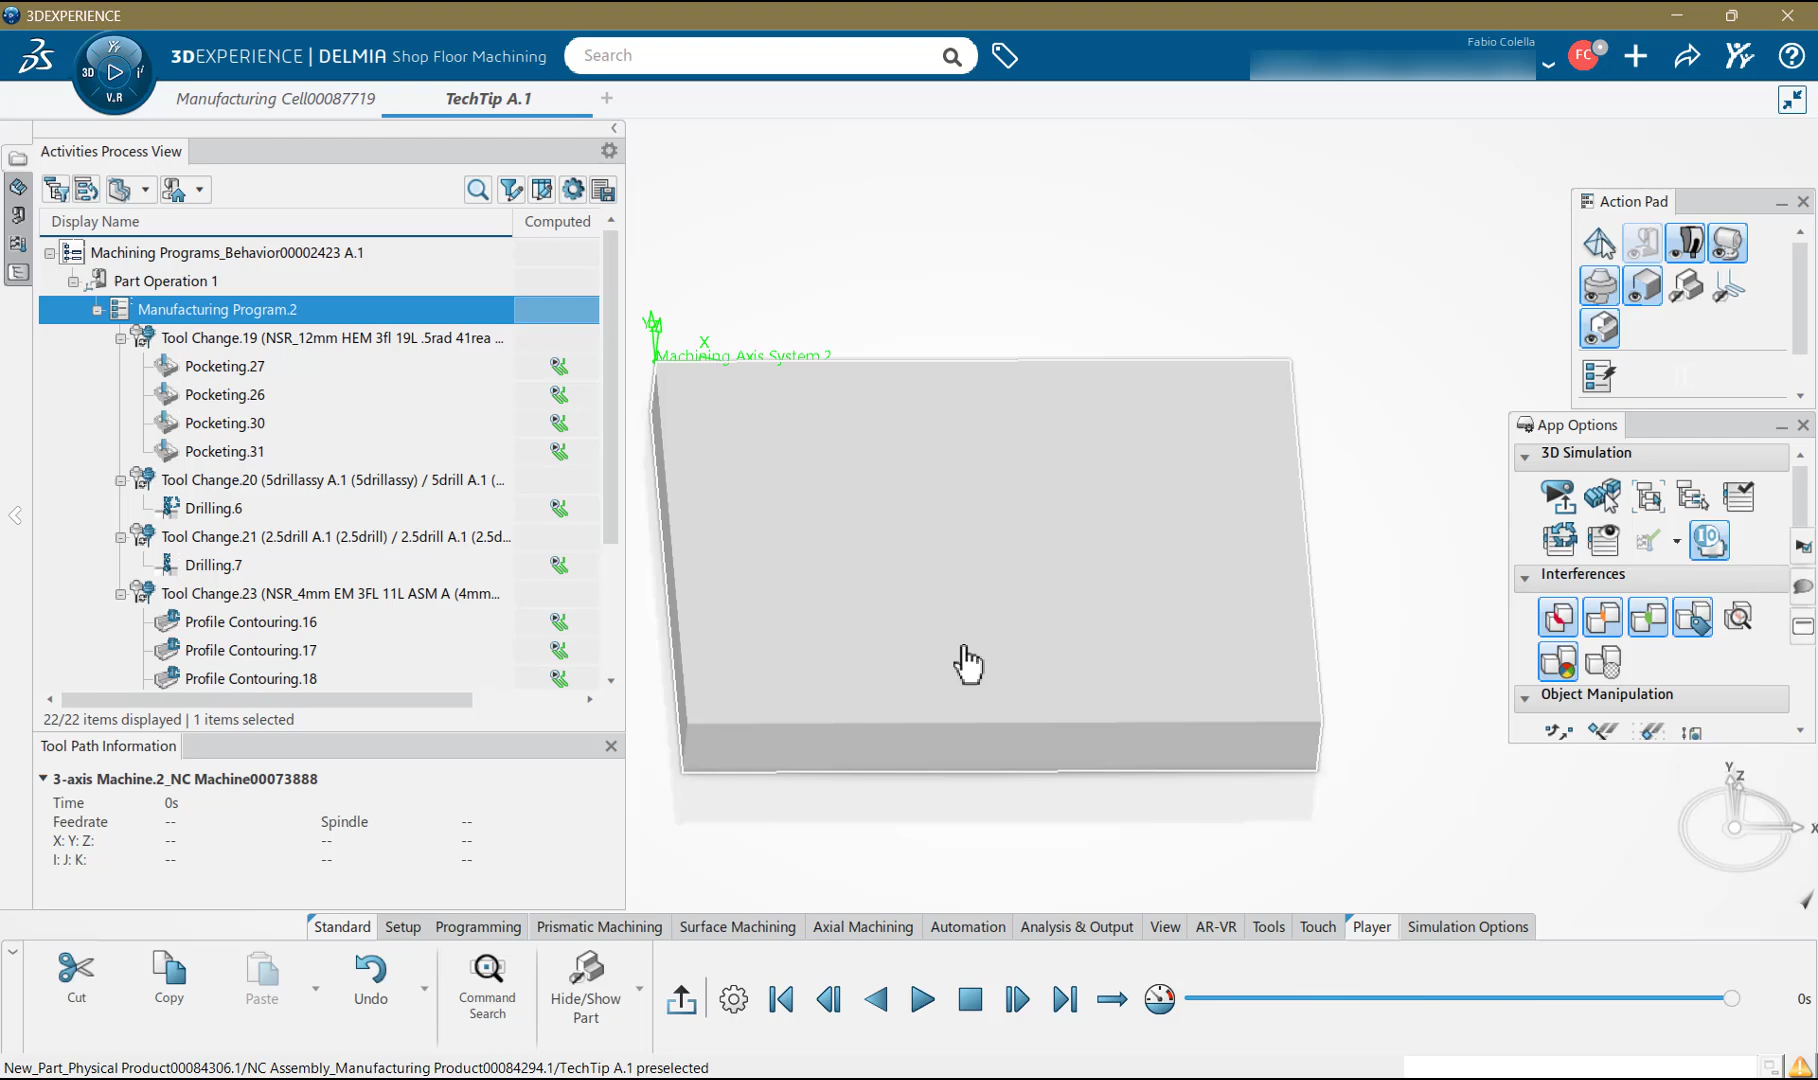 3DEXPERIENCE
3DEXPERIENCE | DELMIA Shop Floor Machining
Search
Fabio Colella
FC
3D
V.R
Manufacturing Cell00087719
TechTip A.1
Activities Process View
Display Name
Computed
Machining Programs_Behavior00002423 A.1
Part Operation 1
Manufacturing Program.2
Tool Change.19 (NSR_12mm HEM 3fl 19L .5rad 41rea ...
Pocketing.27
Pocketing.26
Pocketing.30
Pocketing.31
Tool Change.20 (5drillassy A.1 (5drillassy) / 5drill A.1 (...
Drilling.6
Tool Change.21 (2.5drill A.1 (2.5drill) / 2.5drill A.1 (2.5d...
Drilling.7
Tool Change.23 (NSR_4mm EM 3FL 11L ASM A (4mm...
Profile Contouring.16
Profile Contouring.17
Profile Contouring.18
22/22 items displayed | 1 items selected
Tool Path Information
3-axis Machine.2_NC Machine00073888
Time 0s
Feedrate -- Spindle --
X: Y: Z: -- -- --
I: J: K: -- -- --
X
Machining Axis System.2
Action Pad
App Options
3D Simulation
Interferences
Object Manipulation
Y
Z
X
Standard
Setup
Programming
Prismatic Machining
Surface Machining
Axial Machining
Automation
Analysis & Output
View
AR-VR
Tools
Touch
Player
Simulation Options
Cut
Copy
Paste
Undo
Command
Search
Hide/Show
Part
0s
New_Part_Physical Product00084306.1/NC Assembly_Manufacturing Product00084294.1/TechTip A.1 preselected